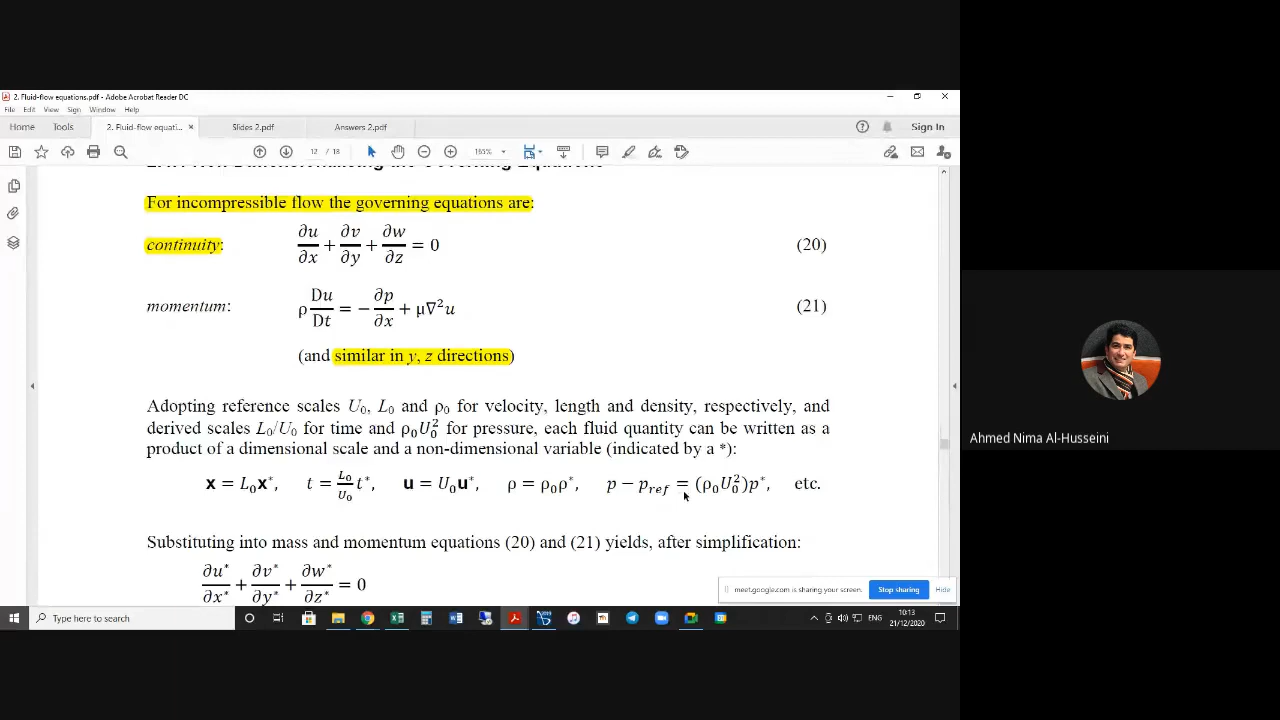 2. Fluid-flow equations.pdf - Adobe Acrobat Reader DC
File Edit View Sign Window Help
Home Tools 2. Fluid-flow equati... × Slides 2.pdf Answers 2.pdf Sign In
12 / 18 185%
For incompressible flow the governing equations are:
continuity: ∂u/∂x + ∂v/∂y + ∂w/∂z = 0 (20)
momentum: ρ Du/Dt = −∂p/∂x + μ∇²u (21)
(and similar in y, z directions)
Adopting reference scales U₀, L₀ and ρ₀ for velocity, length and density, respectively, and
derived scales L₀/U₀ for time and ρ₀U₀² for pressure, each fluid quantity can be written as a
product of a dimensional scale and a non-dimensional variable (indicated by a *):
x = L₀x*, t = L₀/U₀ t*, u = U₀u*, ρ = ρ₀ρ*, p − p_ref = (ρ₀U₀²)p*, etc.
Substituting into mass and momentum equations (20) and (21) yields, after simplification:
∂u*/∂x* + ∂v*/∂y* + ∂w*/∂z* = 0
meet.google.com is sharing your screen. Stop sharing Hide
Type here to search
ENG
10:13
21/12/2020
Ahmed Nima Al-Husseini